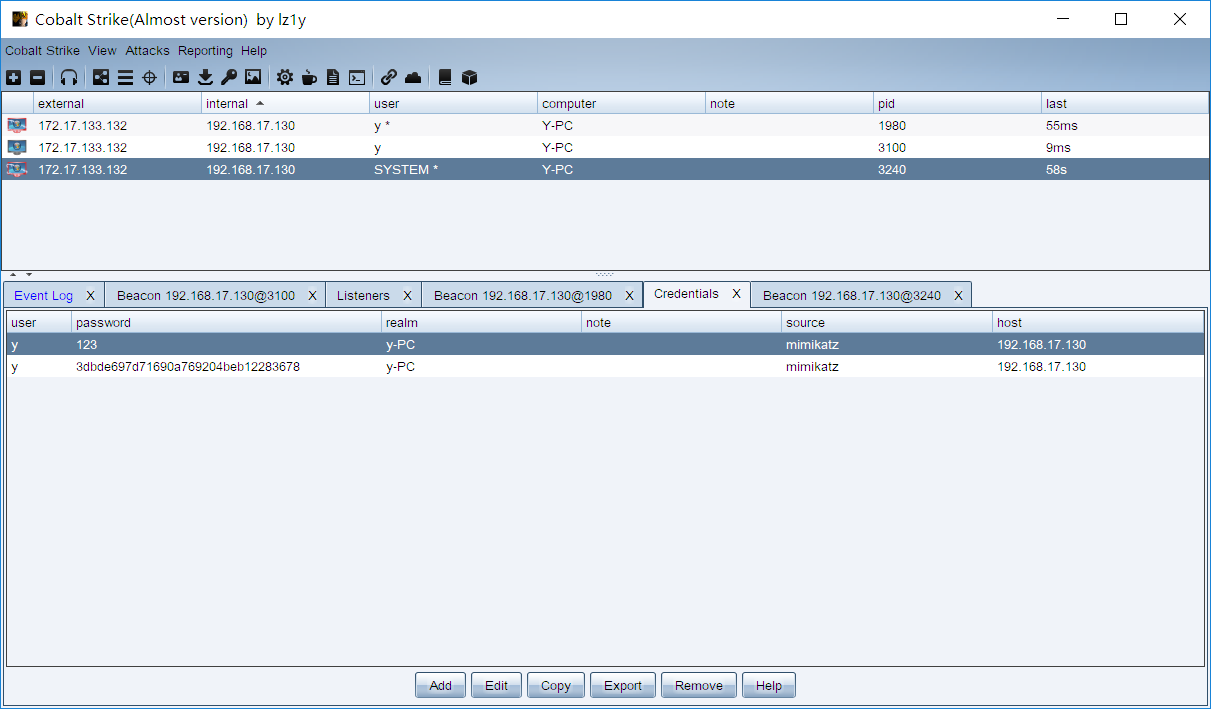 Cobalt Strike(Almost version)  by lz1y
Cobalt Strike View Attacks Reporting Help
external internal user computer note pid last
172.17.133.132 192.168.17.130 y * Y-PC 1980 55ms
172.17.133.132 192.168.17.130 y Y-PC 3100 9ms
172.17.133.132 192.168.17.130 SYSTEM * Y-PC 3240 58s
Event Log X Beacon 192.168.17.130@3100 X Listeners X Beacon 192.168.17.130@1980 X Credentials X Beacon 192.168.17.130@3240 X
user password realm note source host
y 123 y-PC mimikatz 192.168.17.130
y 3dbde697d71690a769204beb12283678 y-PC mimikatz 192.168.17.130
Add Edit Copy Export Remove Help